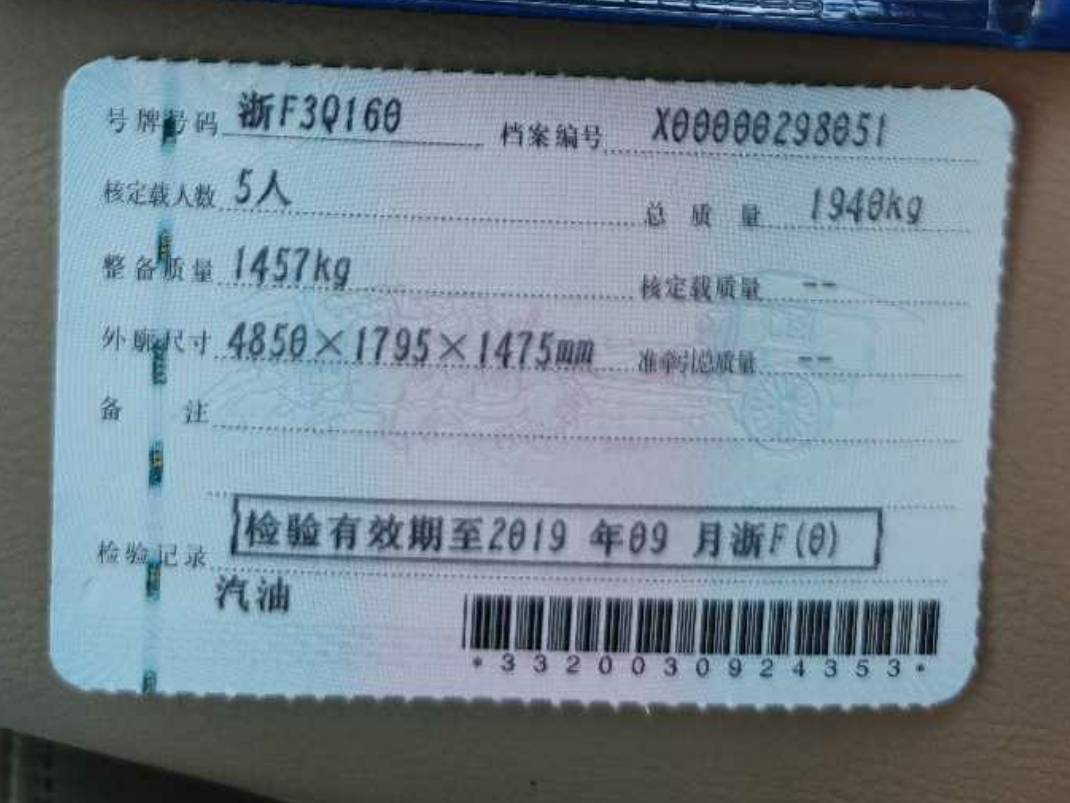 号牌号码 浙F3Q160 档案编号 X00000298051
核定载人数 5人 总质量 1940kg
整备质量 1457kg 核定载质量 --
外廓尺寸 4850×1795×1475mm 准牵引总质量 --
备注
检验记录 检验有效期至2019 年09 月浙F(0)
汽油
*3320030924353*